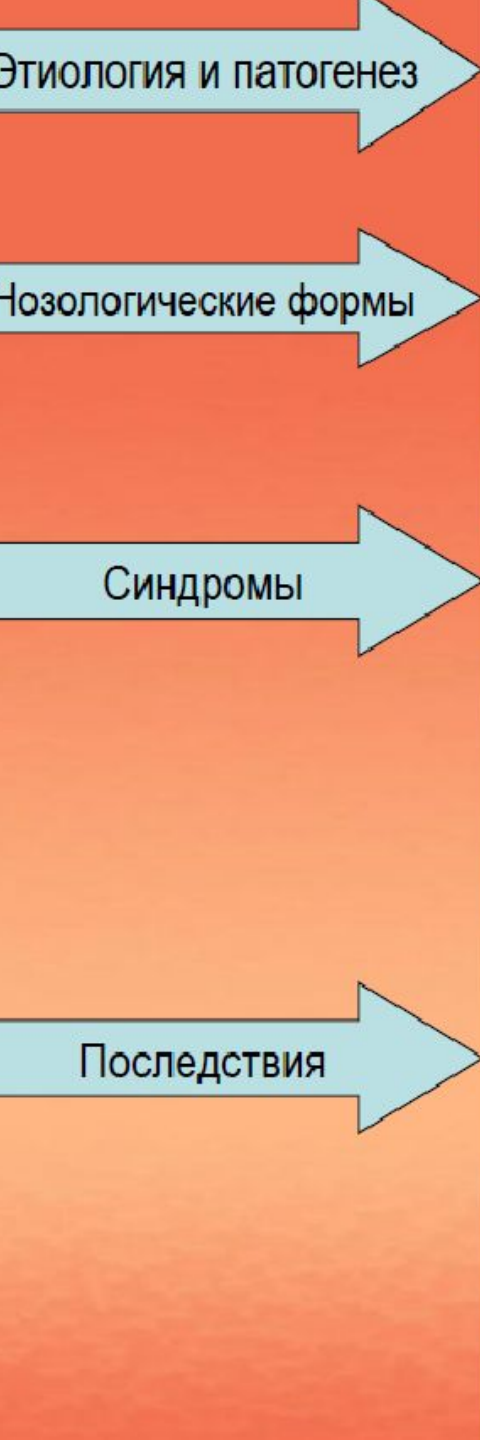 Этиология и патогенез
Нозологические формы
Синдромы
Последствия